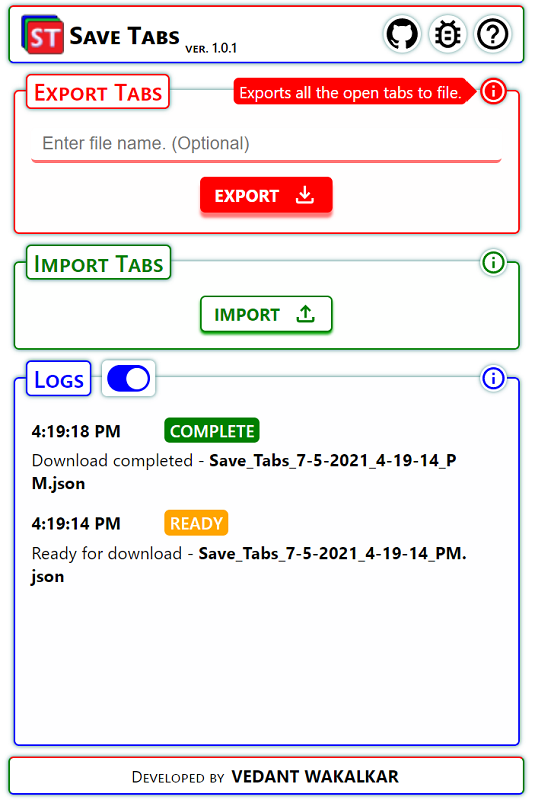 ST Save Tabs ver. 1.0.1
Export Tabs
Exports all the open tabs to file.
Enter file name. (Optional)
EXPORT
Import Tabs
IMPORT
Logs
4:19:18 PM COMPLETE
Download completed - Save_Tabs_7-5-2021_4-19-14_P
M.json
4:19:14 PM READY
Ready for download - Save_Tabs_7-5-2021_4-19-14_PM.
json
Developed by VEDANT WAKALKAR